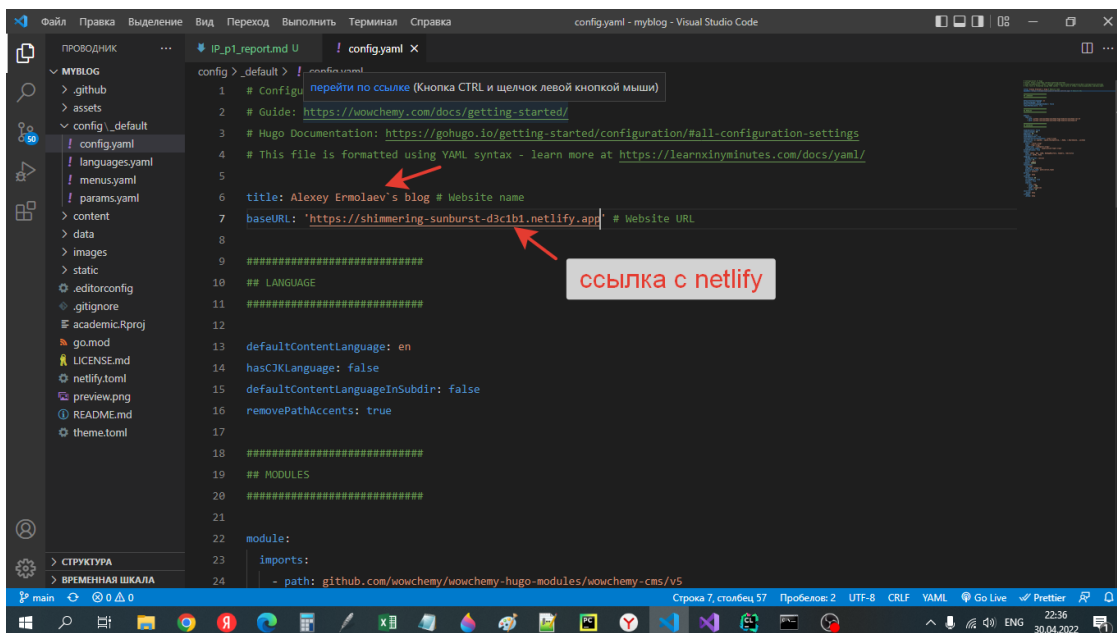 Файл Правка Выделение Вид Переход Выполнить Терминал Справка
config.yaml - myblog - Visual Studio Code
ПРОВОДНИК
IP_p1_report.md U
! config.yaml
MYBLOG
.github
assets
config\_default
! config.yaml
! languages.yaml
! menus.yaml
! params.yaml
content
data
images
static
.editorconfig
.gitignore
academic.Rproj
go.mod
LICENSE.md
netlify.toml
preview.png
README.md
theme.toml
СТРУКТУРА
ВРЕМЕННАЯ ШКАЛА
50
config > _default > ! config.yaml
перейти по ссылке (Кнопка CTRL и щелчок левой кнопкой мыши)
1 # Configu
2 # Guide: https://wowchemy.com/docs/getting-started/
3 # Hugo Documentation: https://gohugo.io/getting-started/configuration/#all-configuration-settings
4 # This file is formatted using YAML syntax - learn more at https://learnxinyminutes.com/docs/yaml/
5
6 title: Alexey Ermolaev`s blog # Website name
7 baseURL: 'https://shimmering-sunburst-d3c1b1.netlify.app' # Website URL
8
9 ############################
10 ## LANGUAGE
11 ############################
12
13 defaultContentLanguage: en
14 hasCJKLanguage: false
15 defaultContentLanguageInSubdir: false
16 removePathAccents: true
17
18 ############################
19 ## MODULES
20 ############################
21
22 module:
23 imports:
24 - path: github.com/wowchemy/wowchemy-hugo-modules/wowchemy-cms/v5
ссылка с netlify
main 0 0
Строка 7, столбец 57 Пробелов: 2 UTF-8 CRLF YAML Go Live Prettier
ENG
22:36
30.04.2022